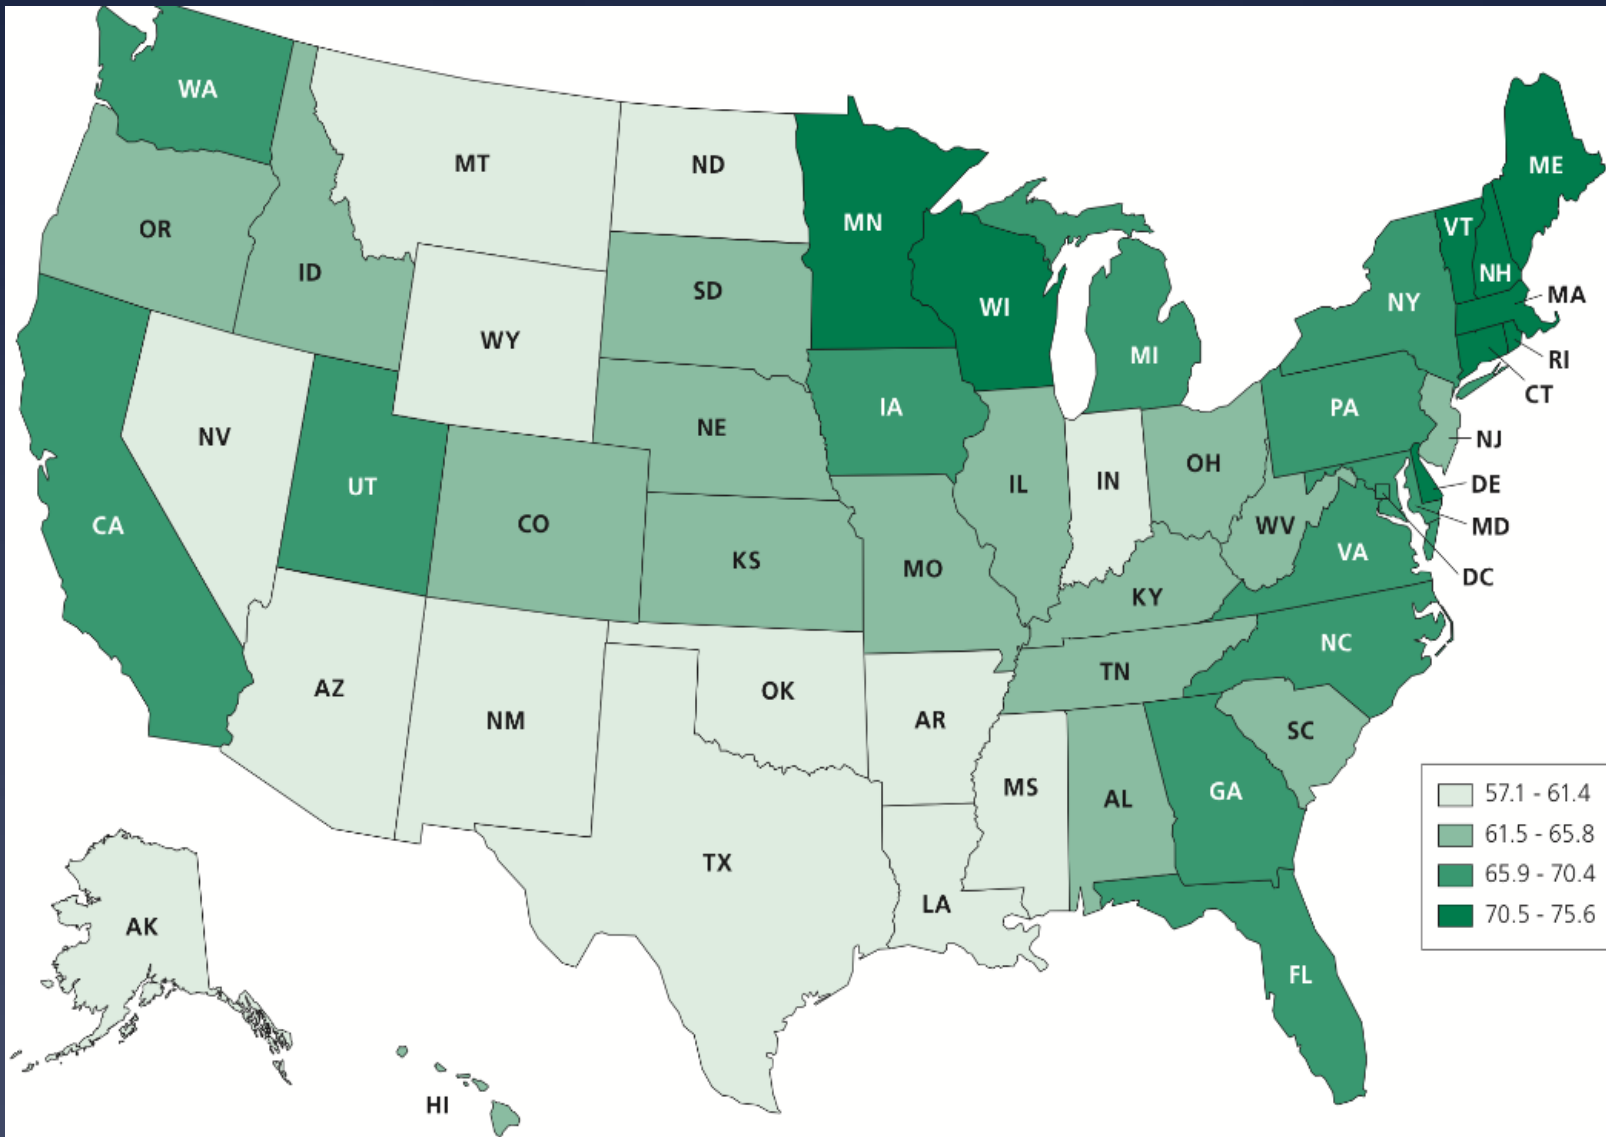 WA
MT
ND
ME
MN
VT
OR
ID
NH
SD
MA
NY
WI
WY
MI
RI
CT
IA
PA
NE
NV
NJ
OH
IN
UT
IL
DE
CO
CA
WV
MD
VA
KS
MO
DC
KY
NC
TN
AZ
OK
NM
AR
SC
MS
GA
AL
57.1 - 61.4
61.5 - 65.8
TX
65.9 - 70.4
LA
70.5 - 75.6
AK
FL
HI